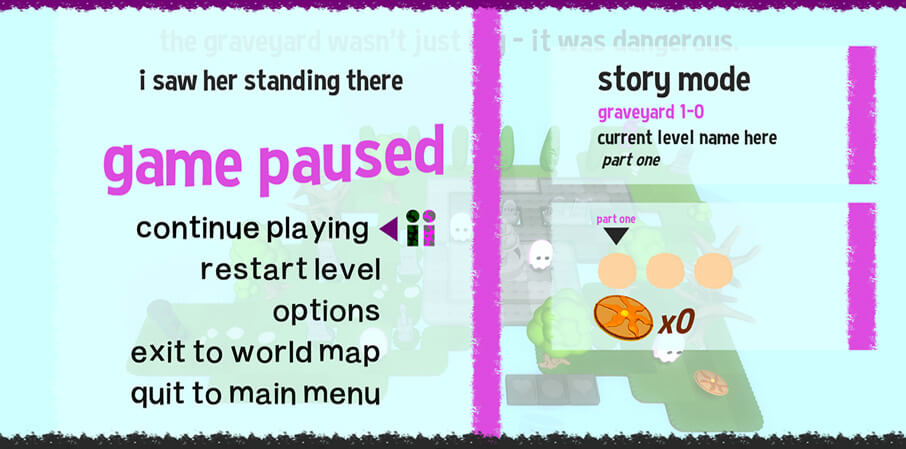 the graveyard wasn't just - it was dangerous.
i saw her standing there
game paused
continue playing
restart level
options
exit to world map
quit to main menu
story mode
graveyard 1-0
current level name here
part one
part one
x0